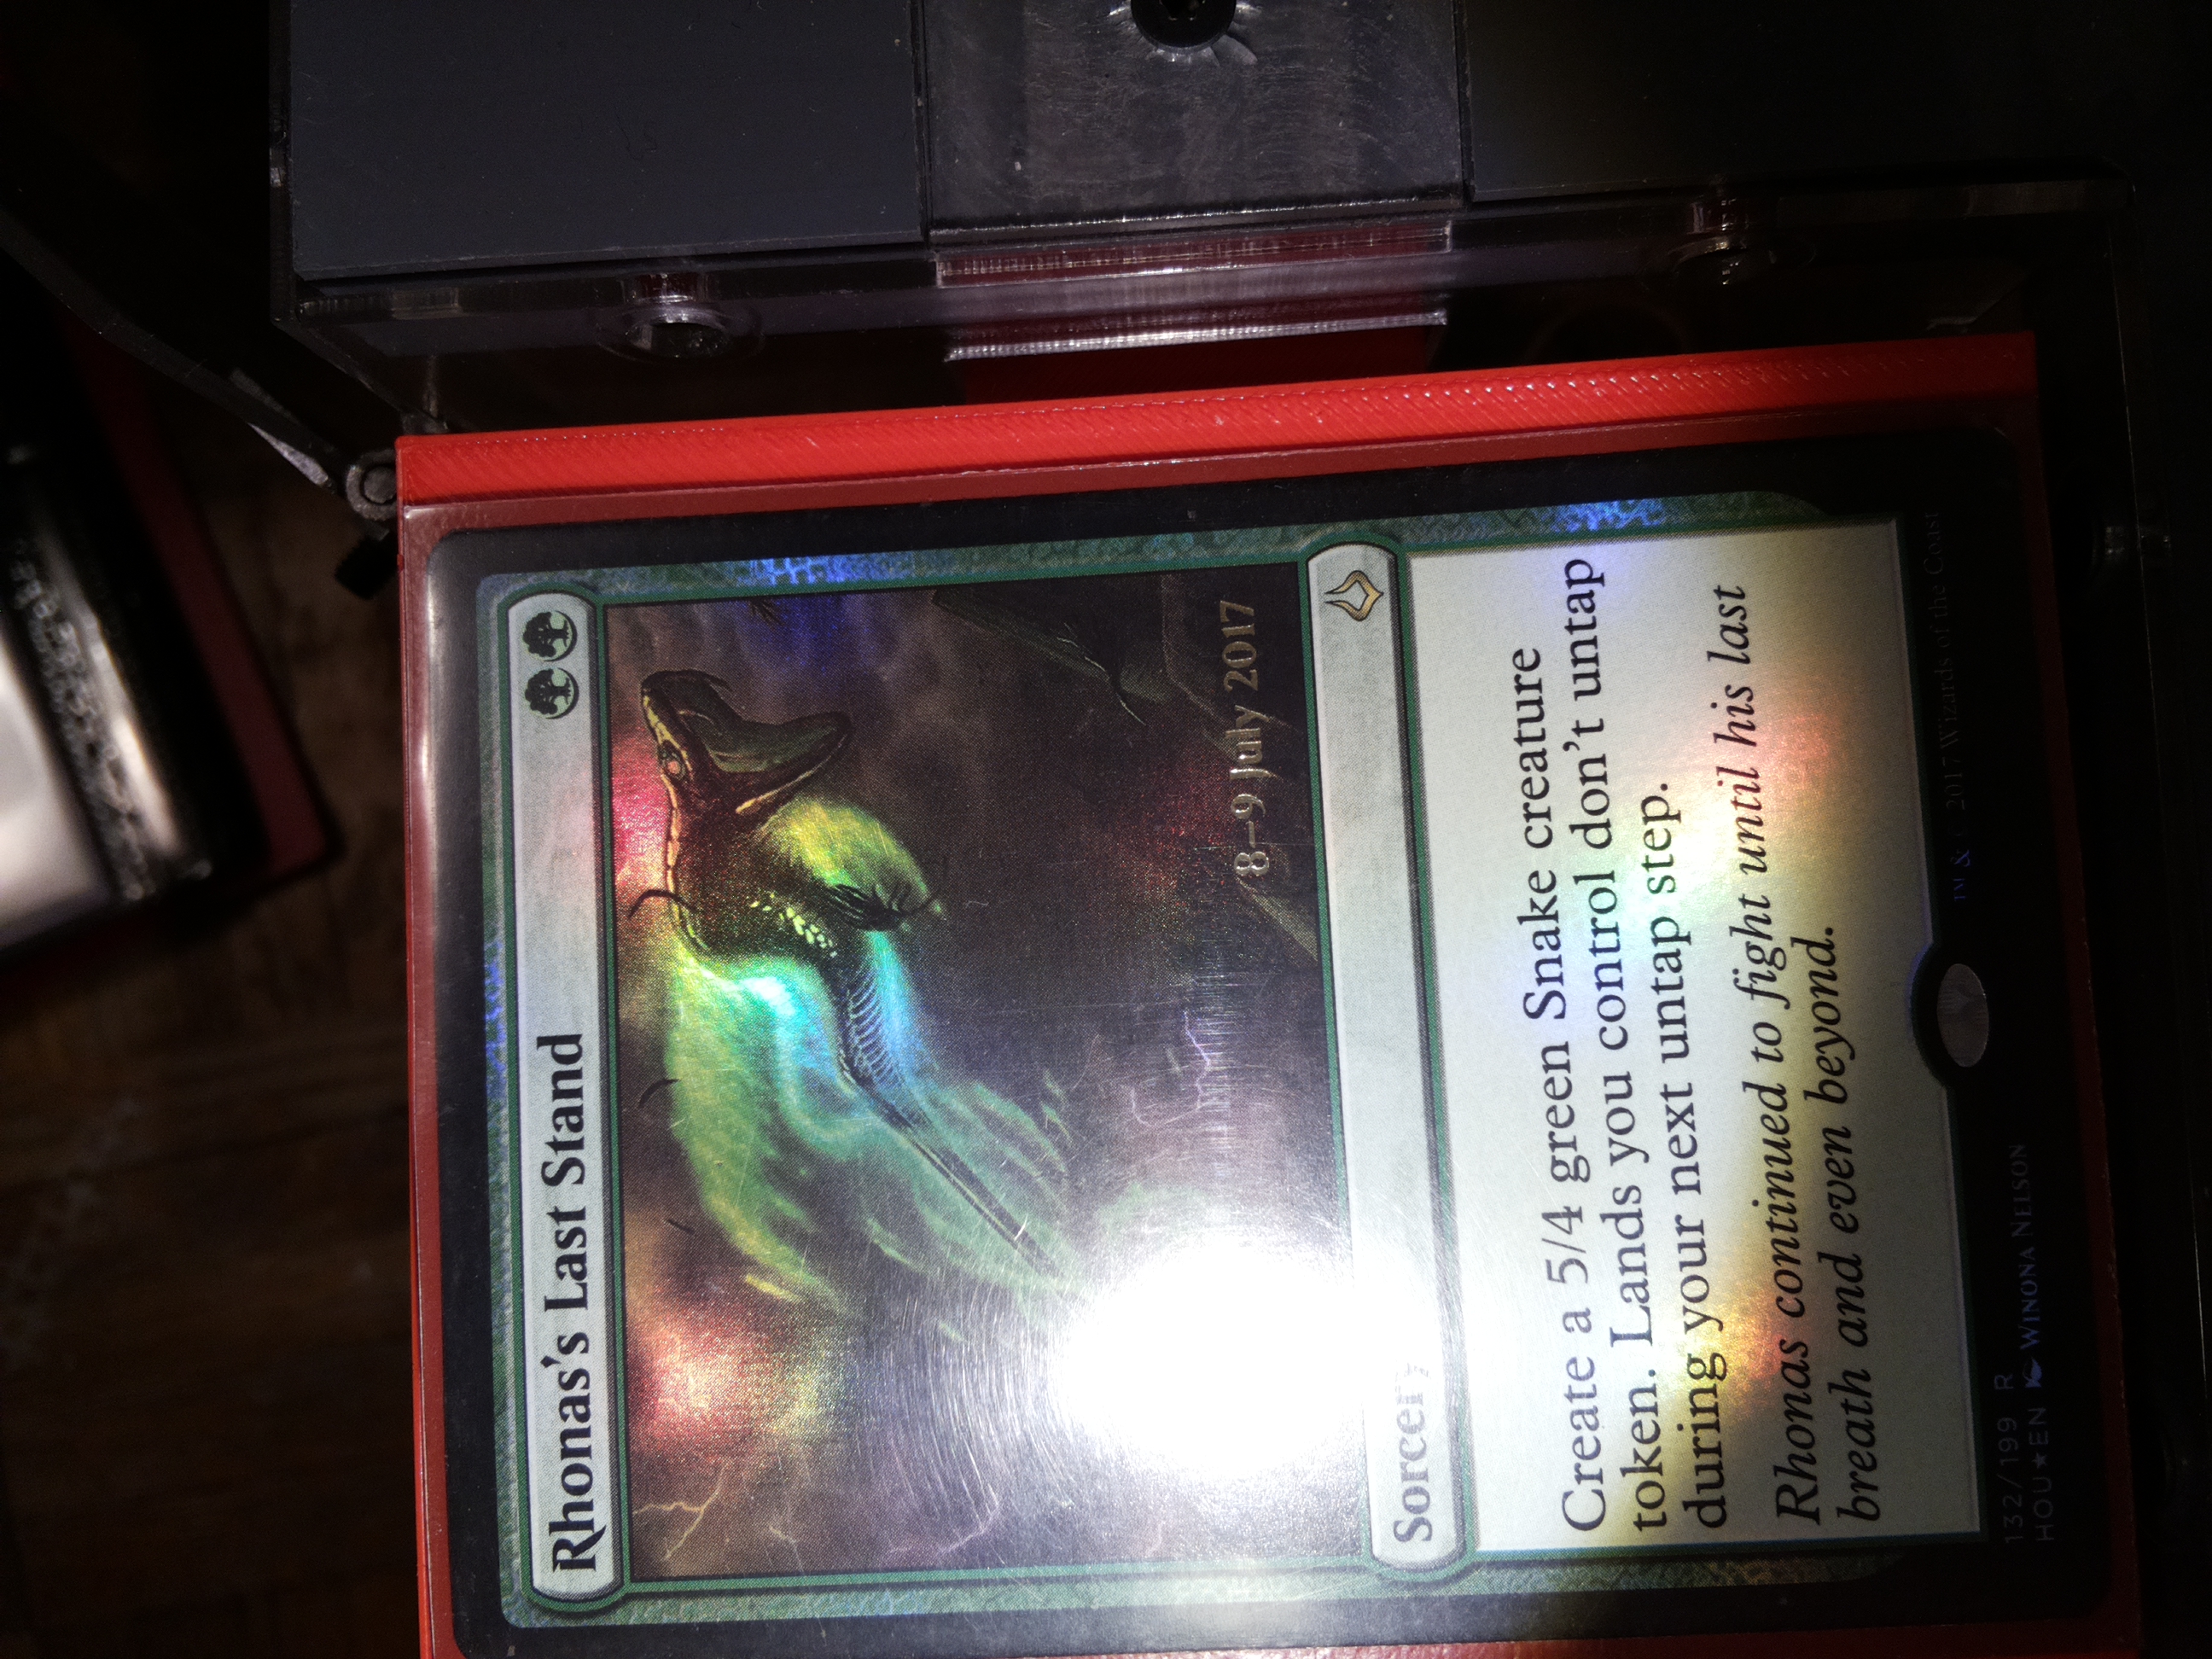 Rhonas's Last Stand
8–9 July 2017
Sorcery
Create a 5/4 green Snake creature
token. Lands you control don't untap
during your next untap step.
Rhonas continued to fight until his last
breath and even beyond.
132/199 R
HOU★EN WINONA NELSON
™ & © 2017 Wizards of the Coast